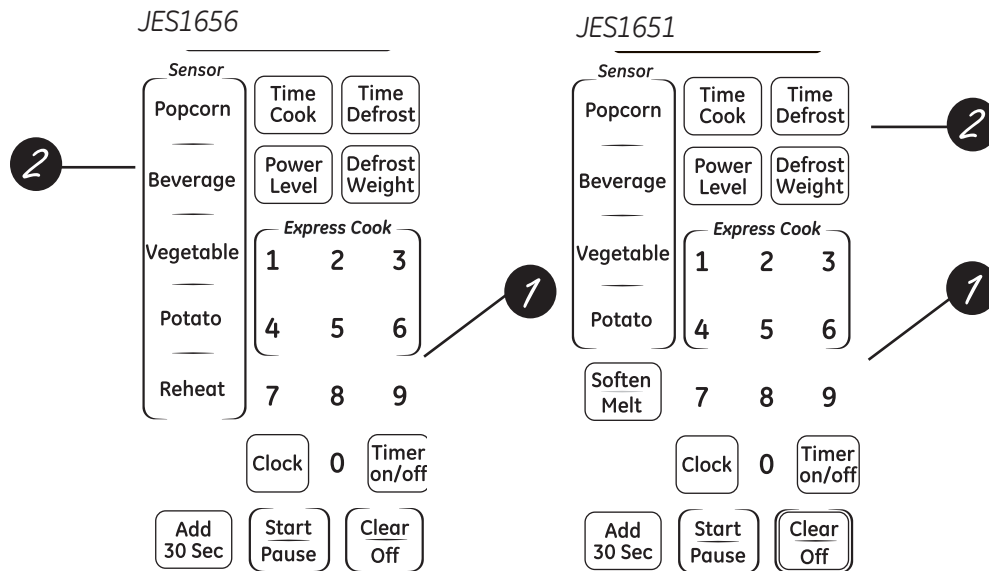 JES1656
Sensor
Popcorn
Beverage
Vegetable
Potato
Reheat
Time
Cook
Time
Defrost
Power
Level
Defrost
Weight
Express Cook
1 2 3
4 5 6
7 8 9
Clock
0
Timer
on/off
Add
30 Sec
Start
Pause
Clear
Off
2
1
JES1651
Sensor
Popcorn
Beverage
Vegetable
Potato
Soften
Melt
Time
Cook
Time
Defrost
Power
Level
Defrost
Weight
Express Cook
1 2 3
4 5 6
7 8 9
Clock
0
Timer
on/off
Add
30 Sec
Start
Pause
Clear
Off
2
1